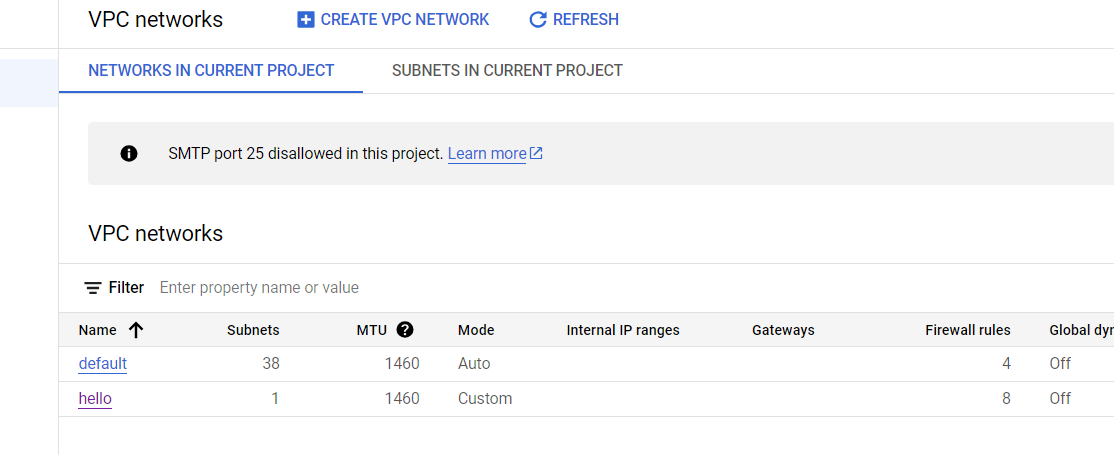 VPC networks CREATE VPC NETWORK REFRESH
NETWORKS IN CURRENT PROJECT SUBNETS IN CURRENT PROJECT
SMTP port 25 disallowed in this project. Learn more
VPC networks
Filter Enter property name or value
Name Subnets MTU Mode Internal IP ranges Gateways Firewall rules Global
default 38 1460 Auto 4 Off
hello 1 1460 Custom 8 Off